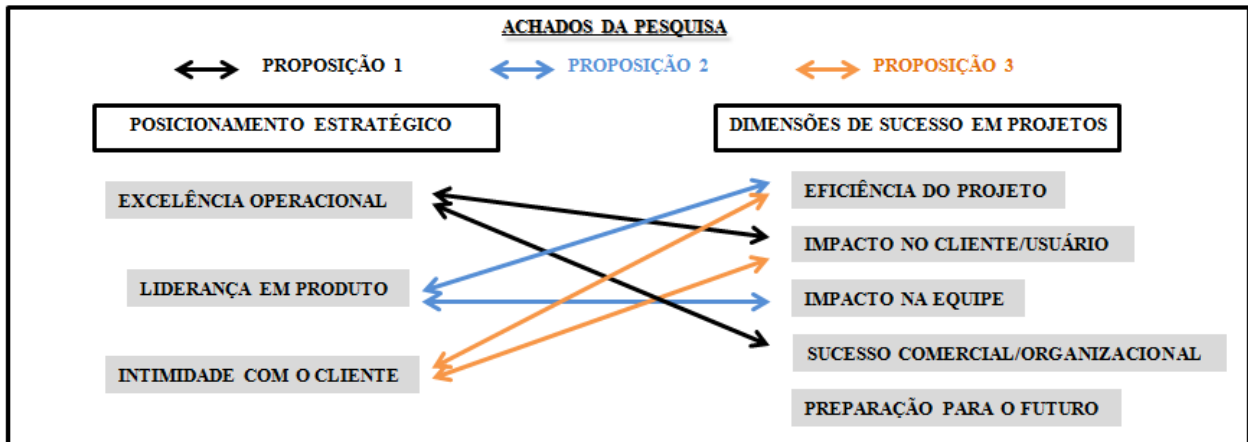 ACHADOS DA PESQUISA
PROPOSIÇÃO 1 PROPOSIÇÃO 2 PROPOSIÇÃO 3
POSICIONAMENTO ESTRATÉGICO DIMENSÕES DE SUCESSO EM PROJETOS
EXCELÊNCIA OPERACIONAL
LIDERANÇA EM PRODUTO
INTIMIDADE COM O CLIENTE
EFICIÊNCIA DO PROJETO
IMPACTO NO CLIENTE/USUÁRIO
IMPACTO NA EQUIPE
SUCESSO COMERCIAL/ORGANIZACIONAL
PREPARAÇÃO PARA O FUTURO